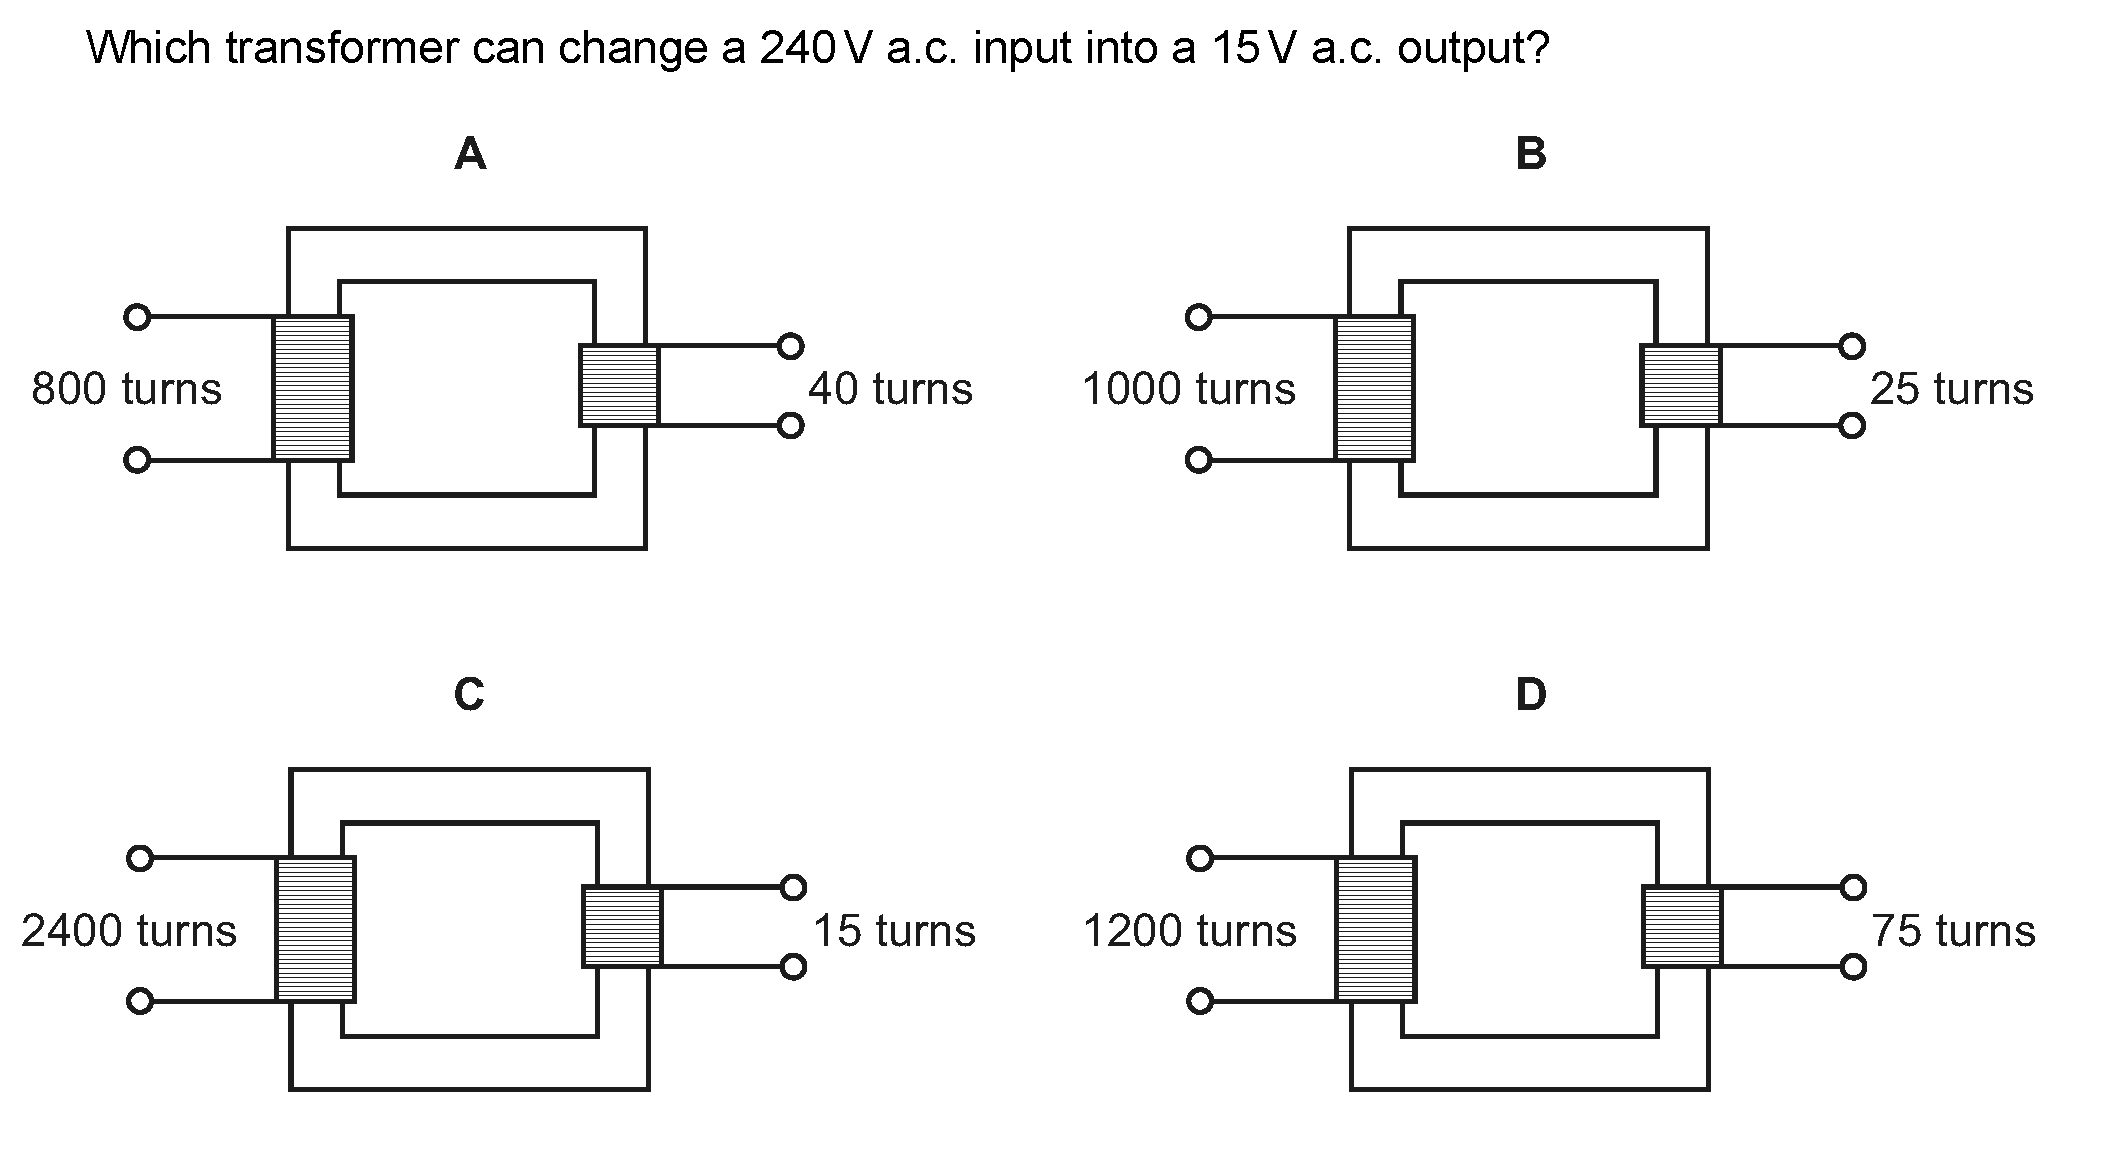 Which transformer can change a 240 V a.c. input into a 15 V a.c. output?
A
B
800 turns
40 turns
1000 turns
25 turns
C
D
2400 turns
15 turns
1200 turns
75 turns